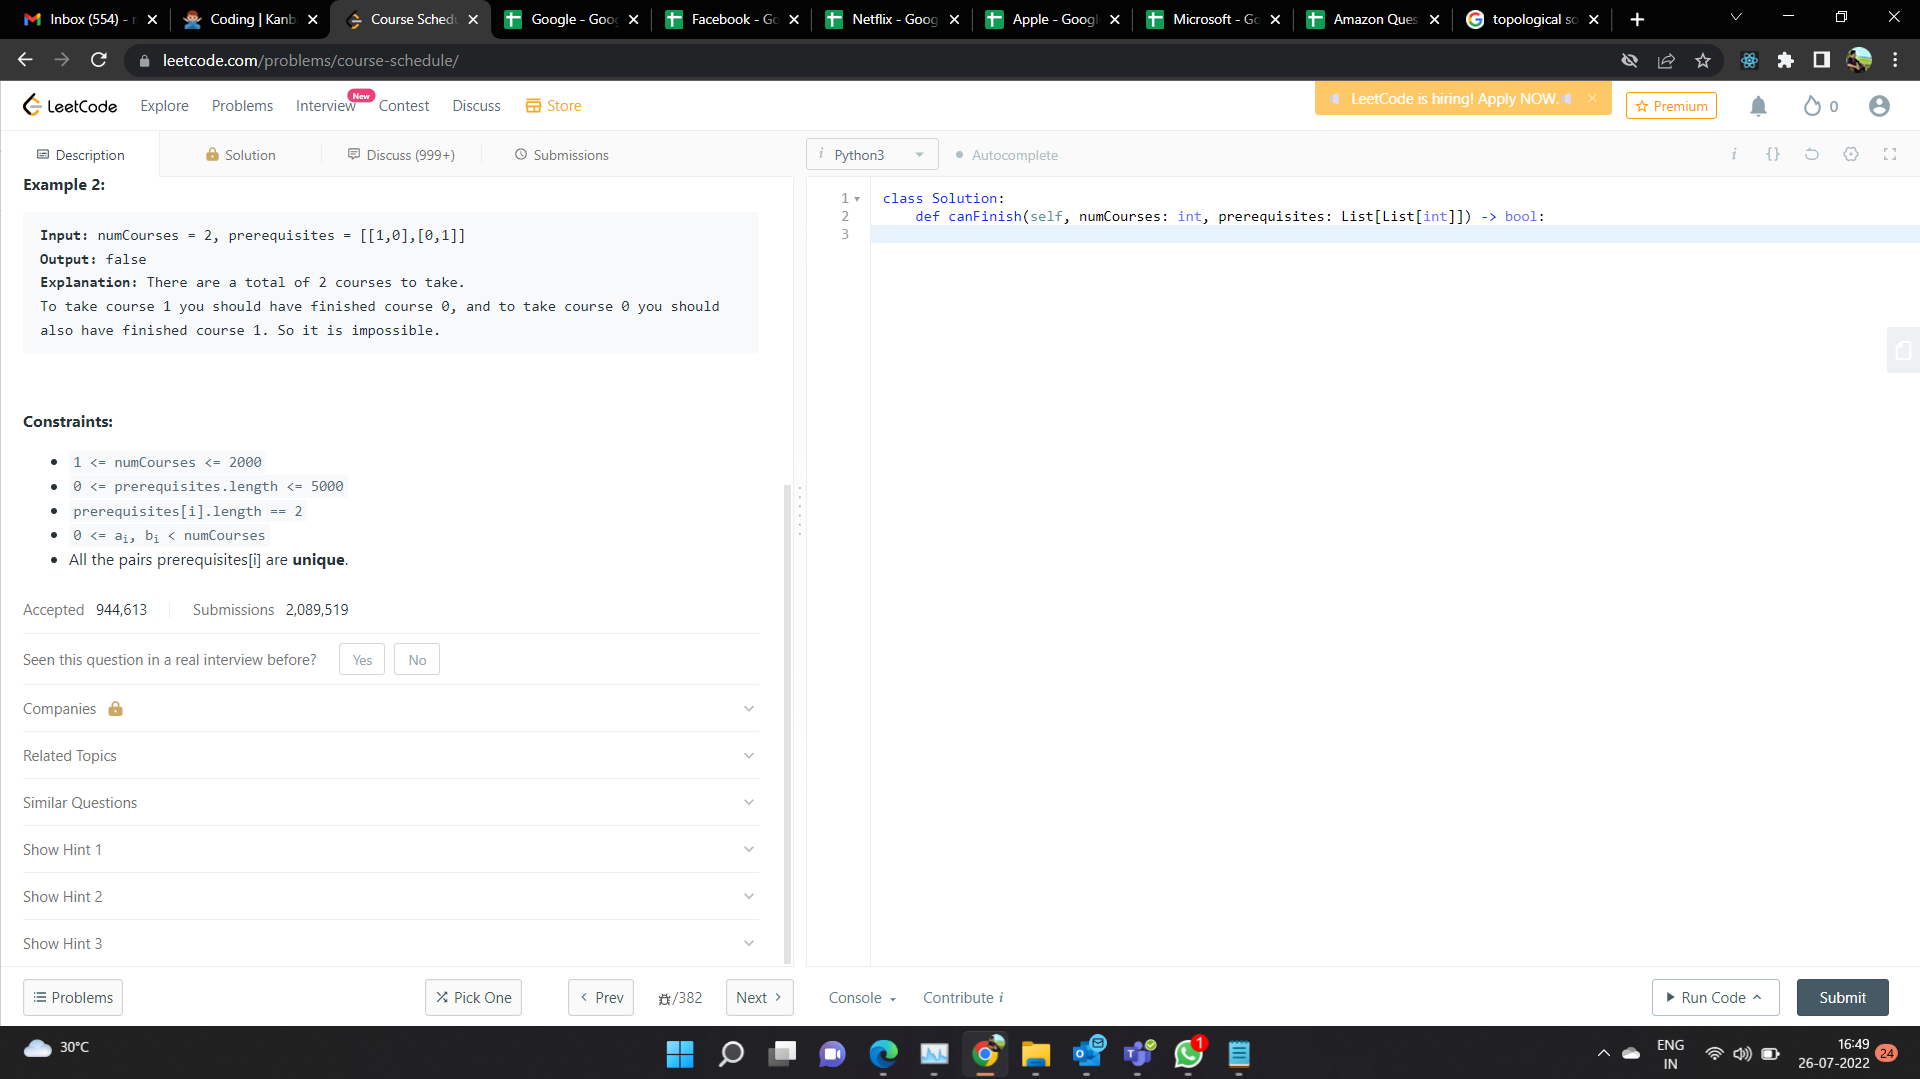 Inbox (554) -
Coding | Kanb
Course Schedu
Google - Goog
Facebook - Go
Netflix - Goog
Apple - Google
Microsoft - Go
Amazon Ques
topological so
leetcode.com/problems/course-schedule/
LeetCode Explore Problems Interview New Contest Discuss Store
LeetCode is hiring! Apply NOW.
Premium
0
Description
Solution
Discuss (999+)
Submissions
i Python3
Autocomplete
i {}
Example 2:
Input: numCourses = 2, prerequisites = [[1,0],[0,1]]
Output: false
Explanation: There are a total of 2 courses to take.
To take course 1 you should have finished course 0, and to take course 0 you should
also have finished course 1. So it is impossible.
Constraints:
1 <= numCourses <= 2000
0 <= prerequisites.length <= 5000
prerequisites[i].length == 2
0 <= ai, bi < numCourses
All the pairs prerequisites[i] are unique.
Accepted 944,613 Submissions 2,089,519
Seen this question in a real interview before? Yes No
Companies
Related Topics
Similar Questions
Show Hint 1
Show Hint 2
Show Hint 3
1 class Solution:
2 def canFinish(self, numCourses: int, prerequisites: List[List[int]]) -> bool:
3
Problems
Pick One
Prev
/382
Next
Console
Contribute i
Run Code
Submit
30°C
1
ENG
IN
16:49
26-07-2022
24